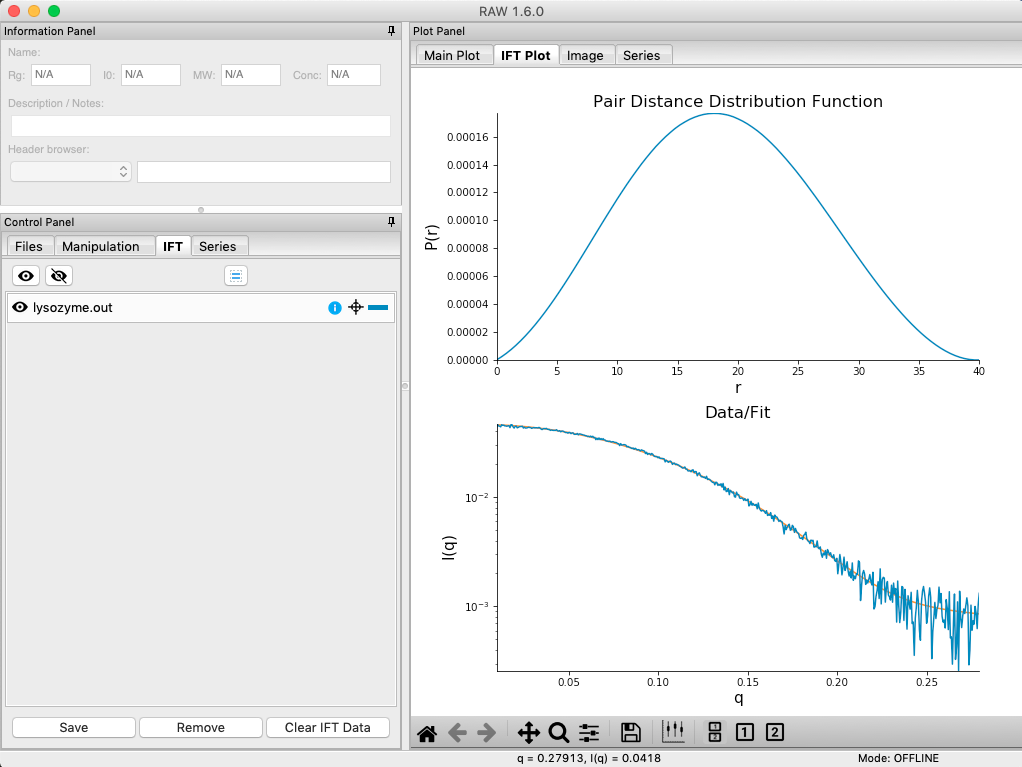 RAW 1.6.0
Information Panel
Name:
Rg: N/A I0: N/A MW: N/A Conc: N/A
Description / Notes:
Header browser:
Control Panel
Files Manipulation IFT Series
lysozyme.out
Save Remove Clear IFT Data
Plot Panel
Main Plot IFT Plot Image Series
Pair Distance Distribution Function
P(r)
0.00016
0.00014
0.00012
0.00010
0.00008
0.00006
0.00004
0.00002
0.00000
0 5 10 15 20 25 30 35 40
r
Data/Fit
I(q)
10⁻²
10⁻³
0.05 0.10 0.15 0.20 0.25
q
1
2
1 2
q = 0.27913, I(q) = 0.0418 Mode: OFFLINE